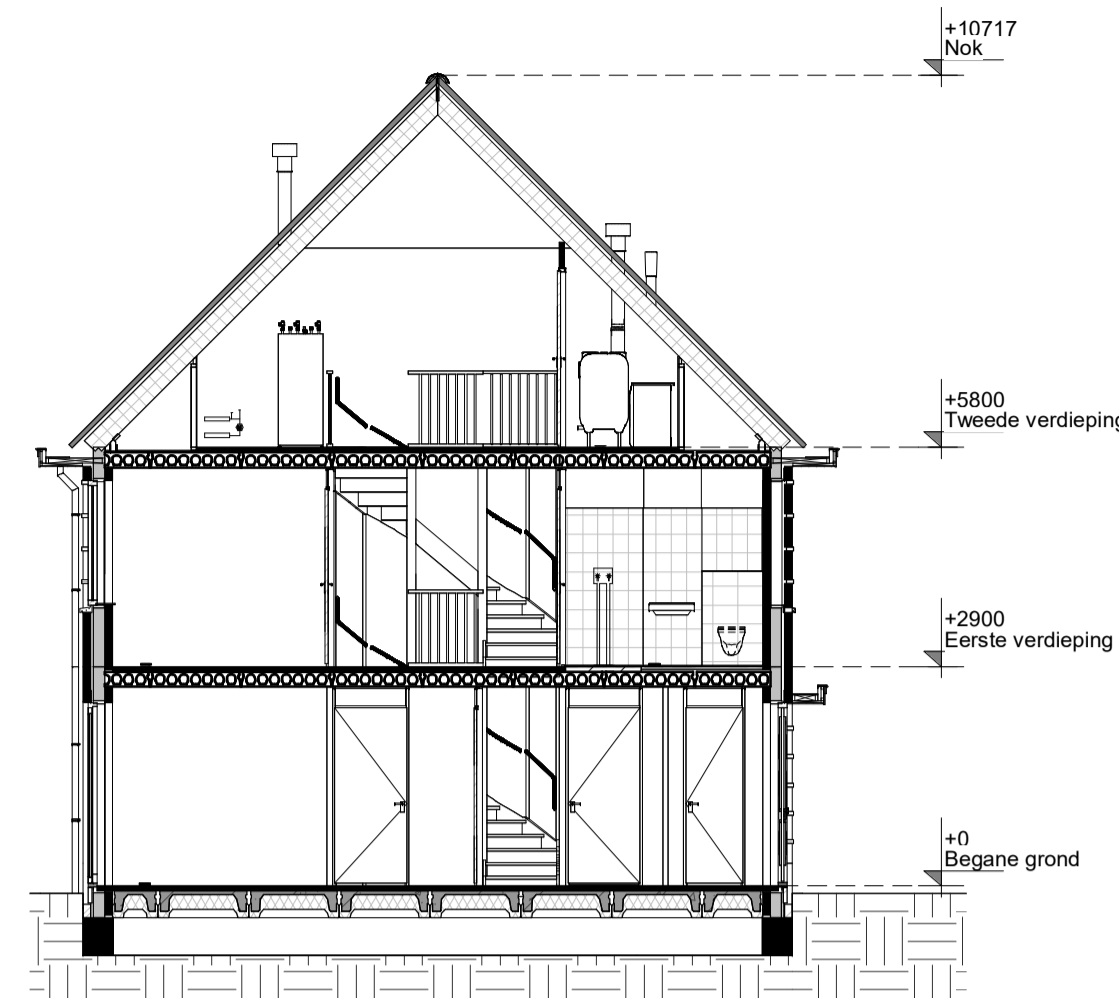 +10717
Nok
+5800
Tweede verdieping
+2900
Eerste verdieping
+0
Begane grond